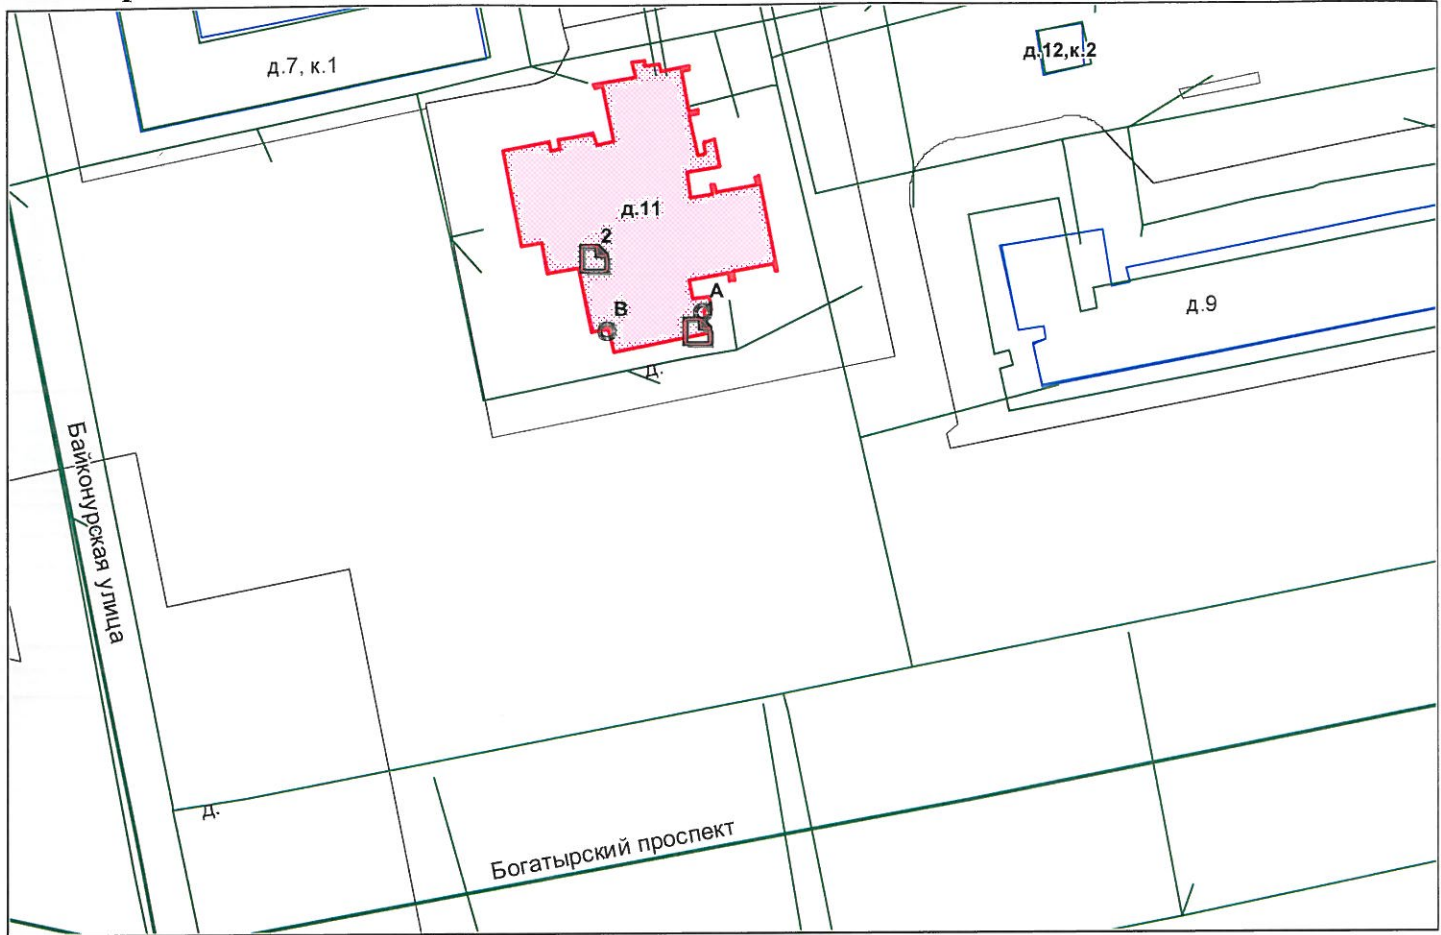 д.7, к.1
д.12,к.2
д.11
2
А
В
д.9
д.
Байконурская улица
д.
Богатырский проспект